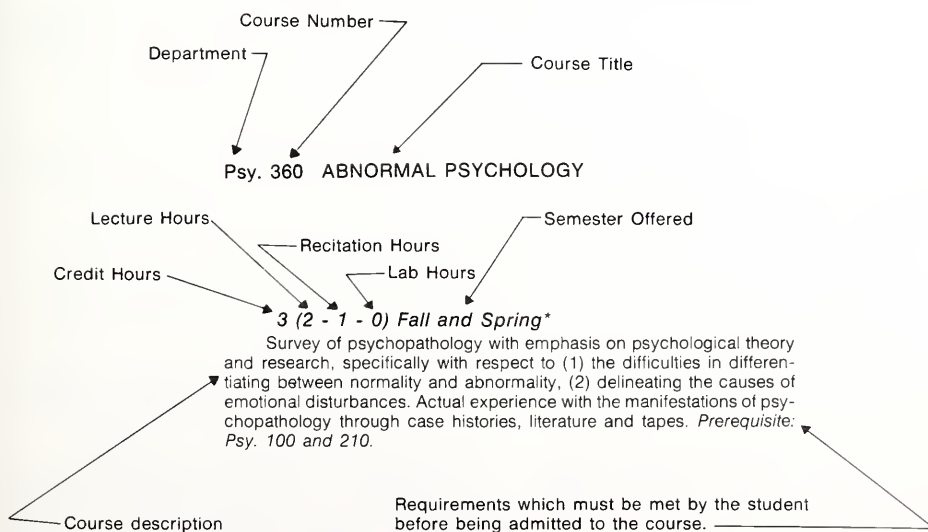 Course Number
Department
Course Title
Psy. 360 ABNORMAL PSYCHOLOGY
Lecture Hours
Semester Offered
Recitation Hours
Credit Hours
Lab Hours
3 (2 - 1 - 0) Fall and Spring*
Survey of psychopathology with emphasis on psychological theory
and research, specifically with respect to (1) the difficulties in differen-
tiating between normality and abnormality, (2) delineating the causes of
emotional disturbances. Actual experience with the manifestations of psy-
chopathology through case histories, literature and tapes. Prerequisite:
Psy. 100 and 210.
Course description
Requirements which must be met by the student
before being admitted to the course.